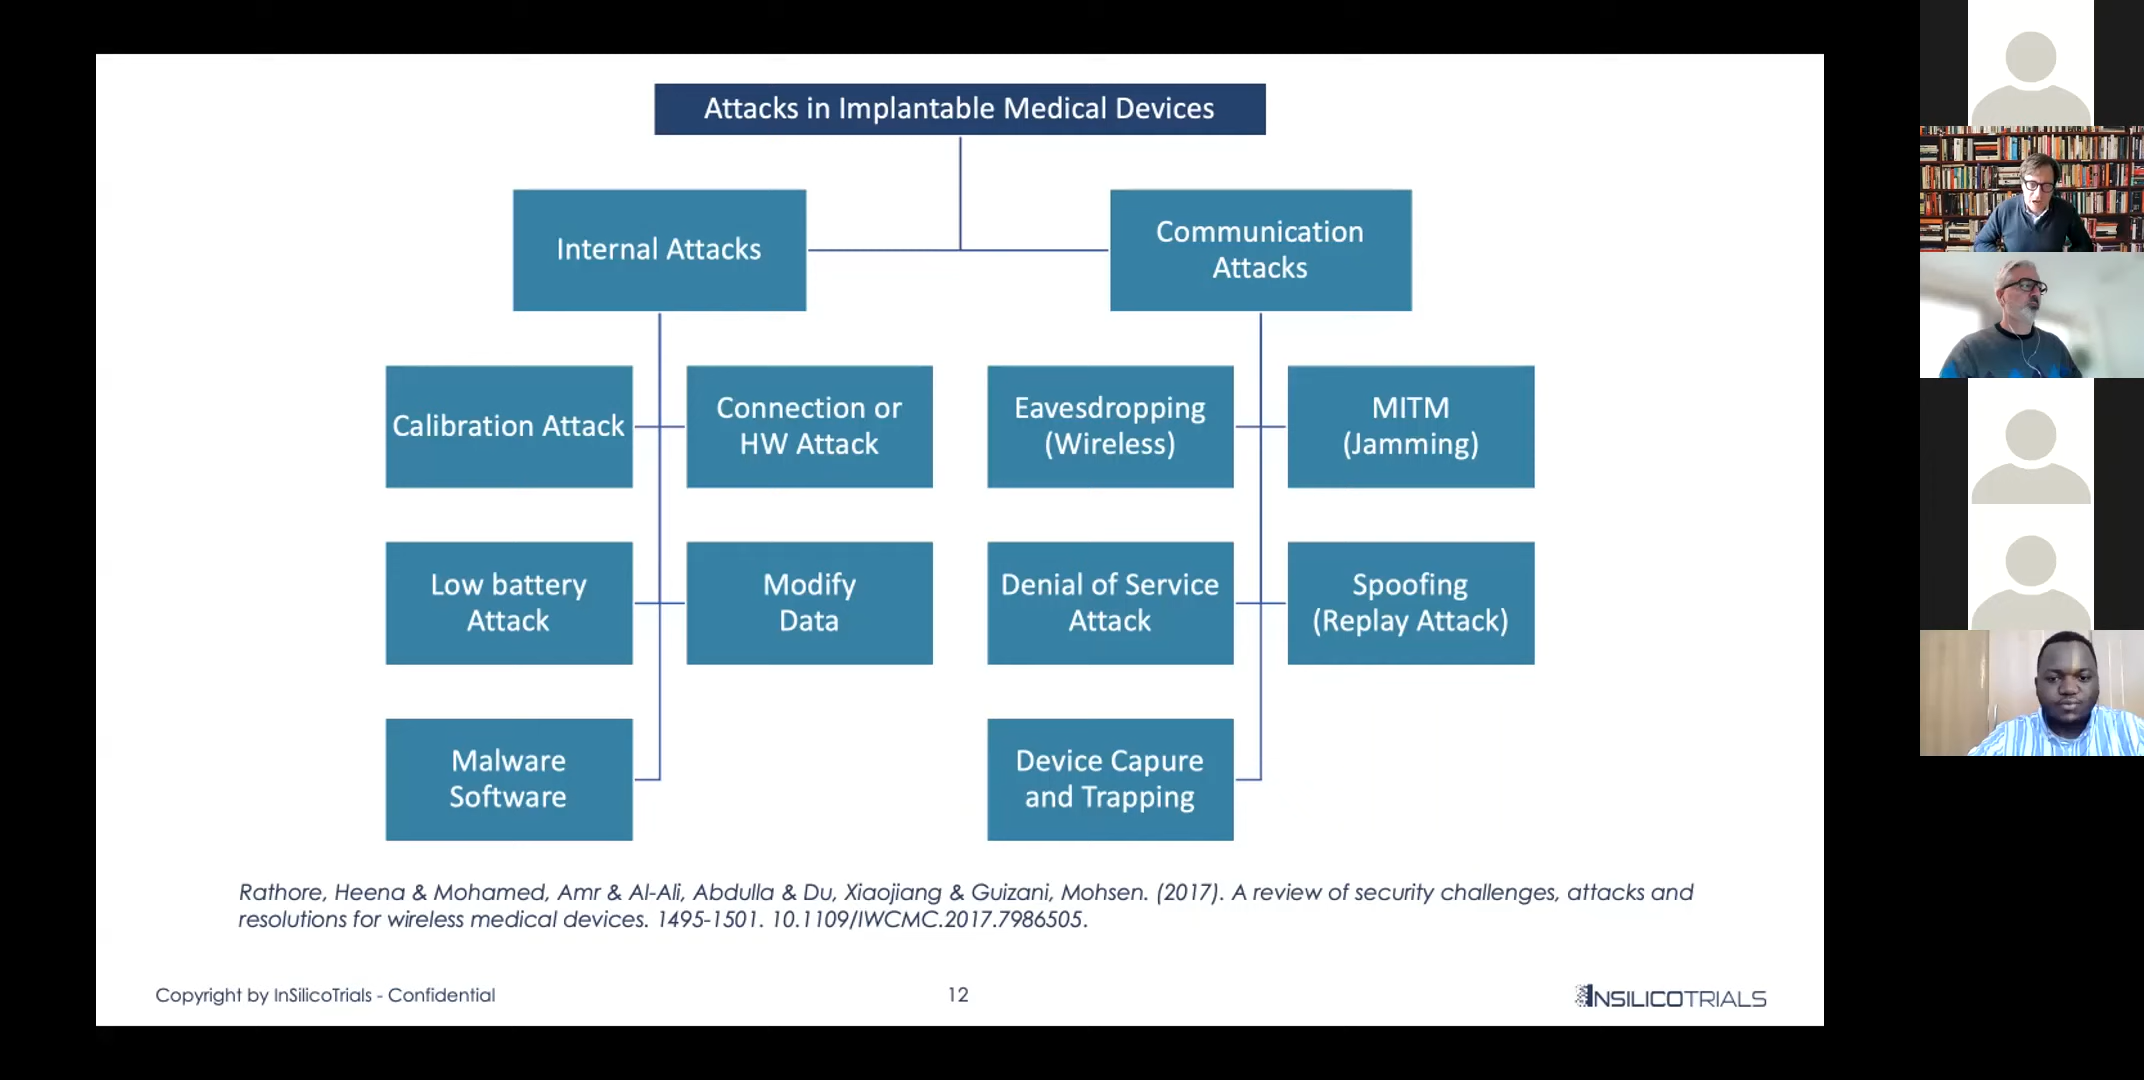 Attacks in Implantable Medical Devices
Internal Attacks
Communication
Attacks
Calibration Attack
Connection or
HW Attack
Eavesdropping
(Wireless)
MITM
(Jamming)
Low battery
Attack
Modify
Data
Denial of Service
Attack
Spoofing
(Replay Attack)
Malware
Software
Device Capure
and Trapping
Rathore, Heena & Mohamed, Amr & Al-Ali, Abdulla & Du, Xiaojiang & Guizani, Mohsen. (2017). A review of security challenges, attacks and
resolutions for wireless medical devices. 1495-1501. 10.1109/IWCMC.2017.7986505.
Copyright by InSilicoTrials - Confidential
12
INSILICOTRIALS